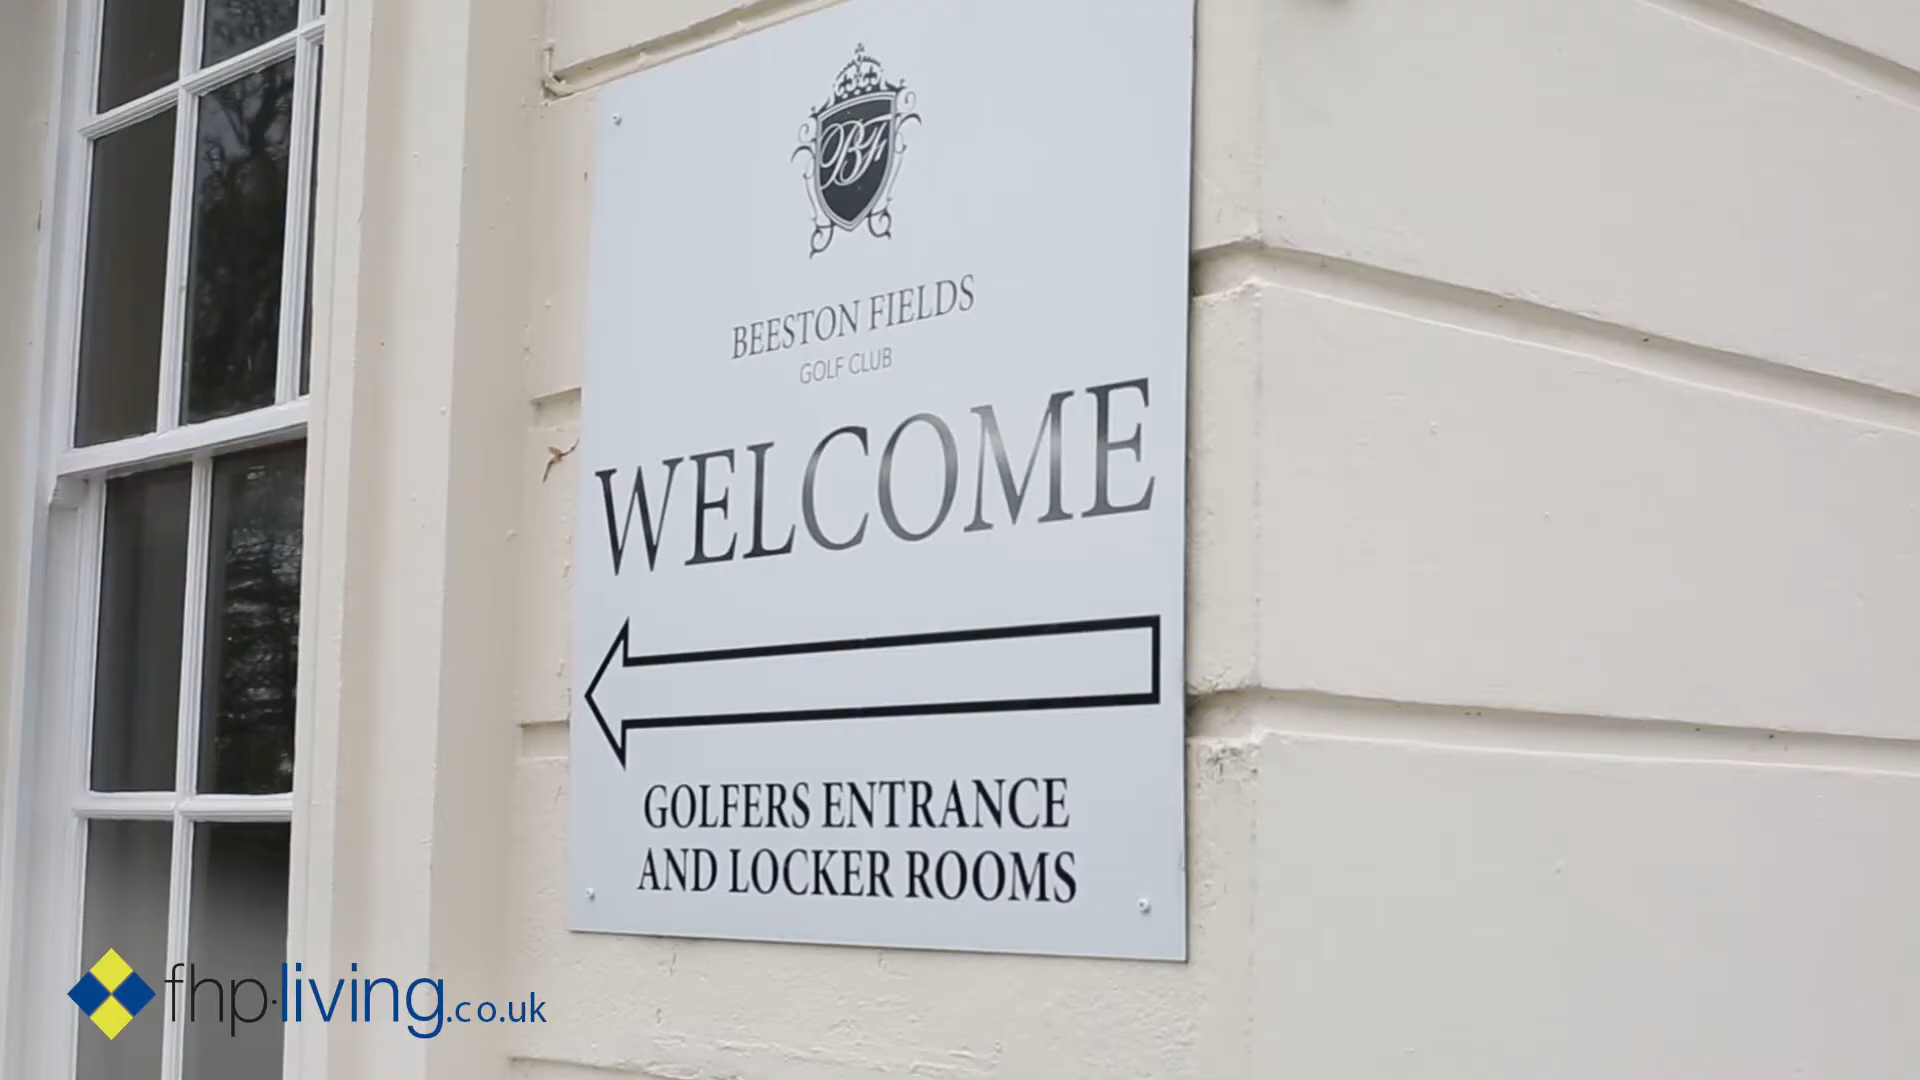 BF
BEESTON FIELDS
GOLF CLUB
WELCOME
GOLFERS ENTRANCE
AND LOCKER ROOMS
fhp·living.co.uk